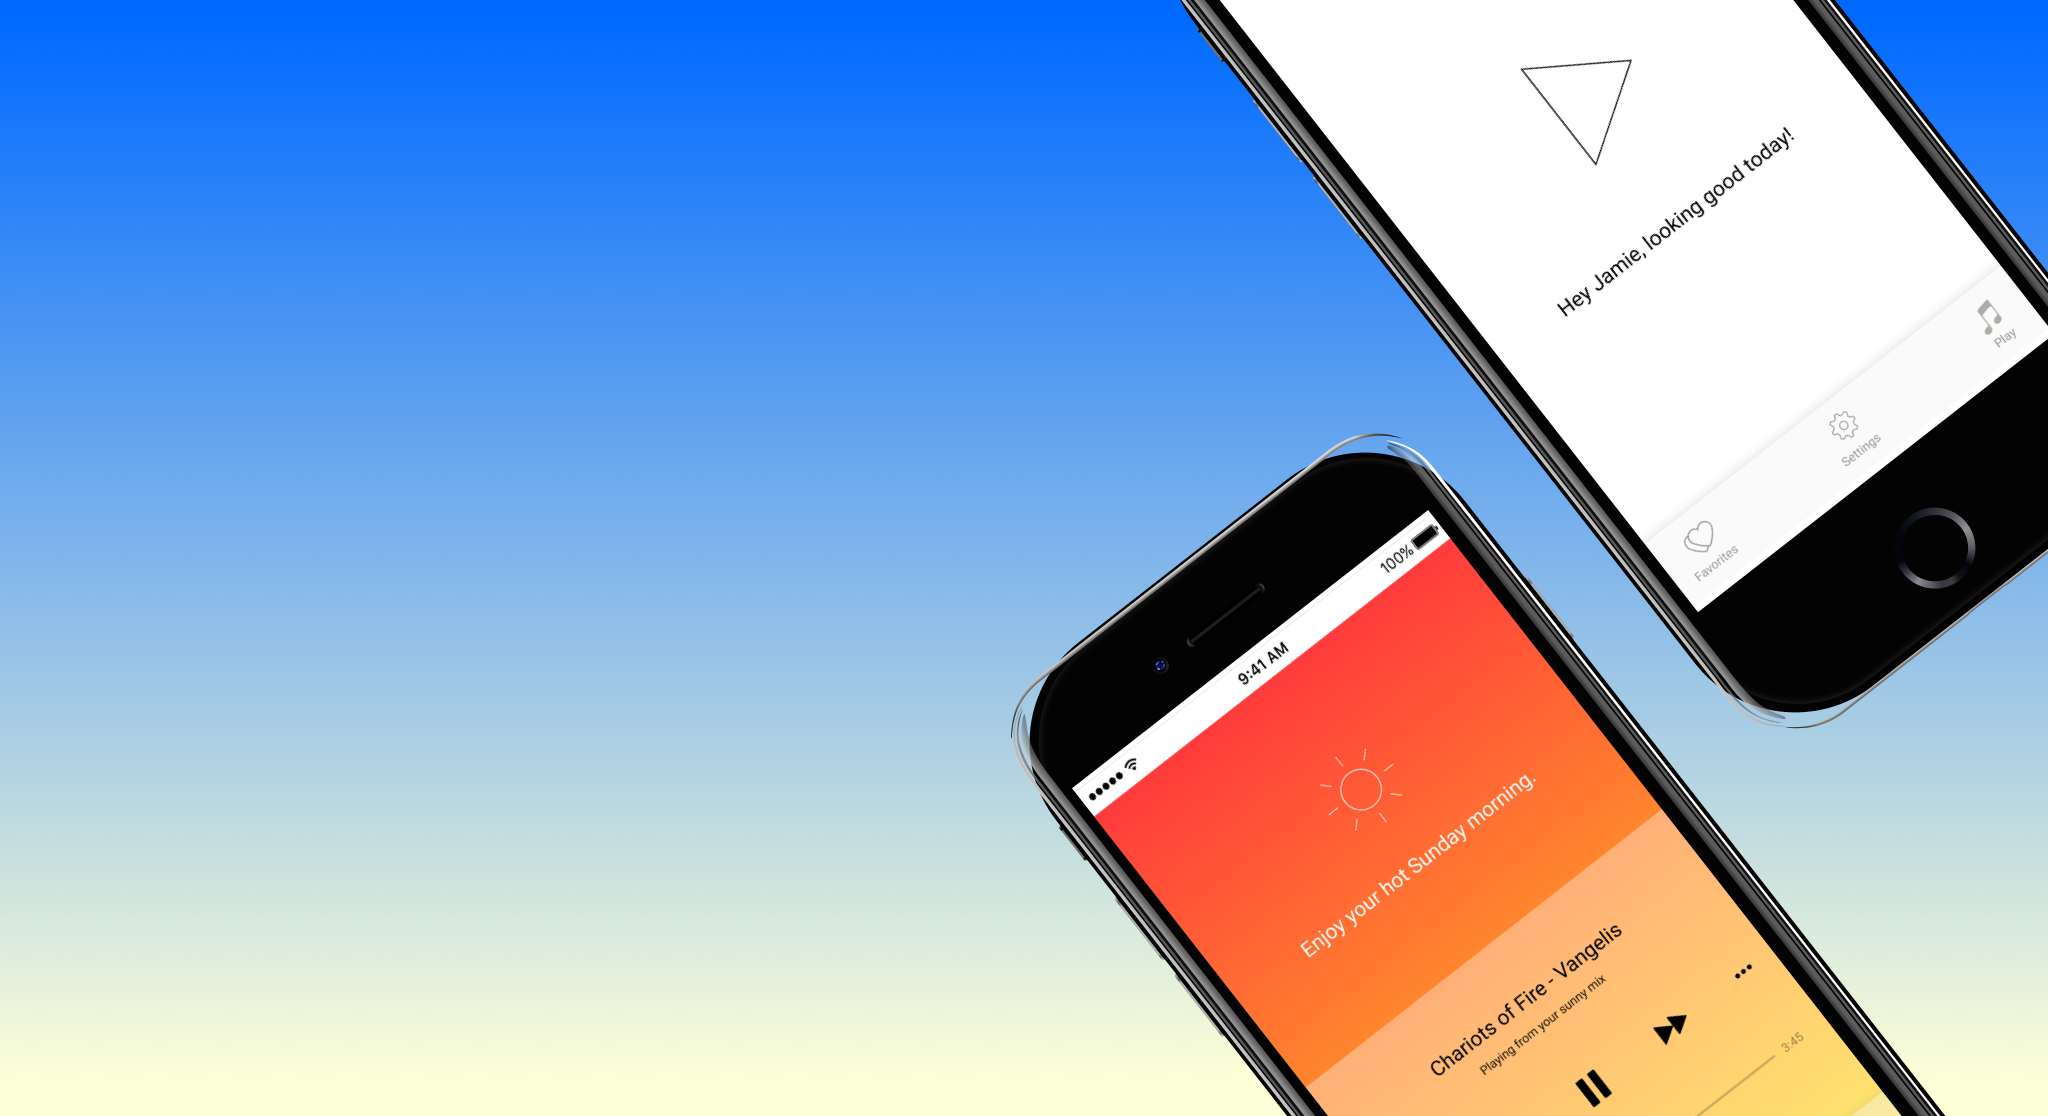 Hey Jamie, looking good today!
Favorites
Settings
Play
9:41 AM
100%
Enjoy your hot Sunday morning.
Chariots of Fire - Vangelis
Playing from your sunny mix
3:45